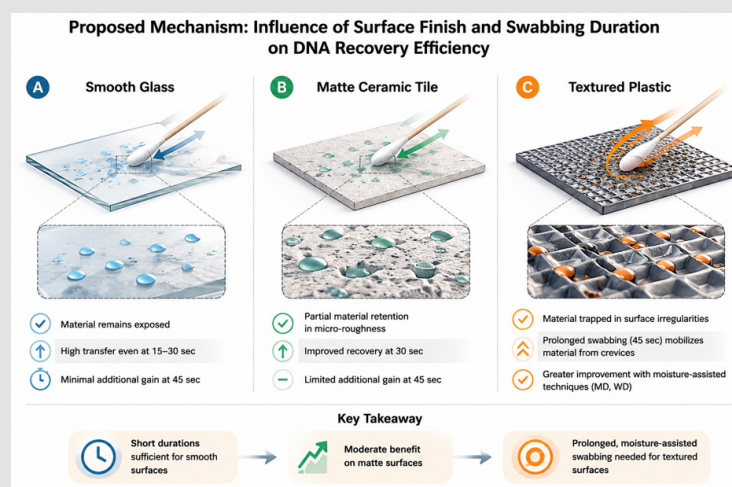 Proposed Mechanism: Influence of Surface Finish and Swabbing Duration
on DNA Recovery Efficiency
A
Smooth Glass
Material remains exposed
High transfer even at 15–30 sec
Minimal additional gain at 45 sec
B
Matte Ceramic Tile
Partial material retention
in micro-roughness
Improved recovery at 30 sec
Limited additional gain at 45 sec
C
Textured Plastic
Material trapped in surface irregularities
Prolonged swabbing (45 sec) mobilizes
material from crevices
Greater improvement with moisture-assisted
techniques (MD, WD)
Key Takeaway
Short durations
sufficient for smooth
surfaces
Moderate benefit
on matte surfaces
Prolonged, moisture-assisted
swabbing needed for textured
surfaces